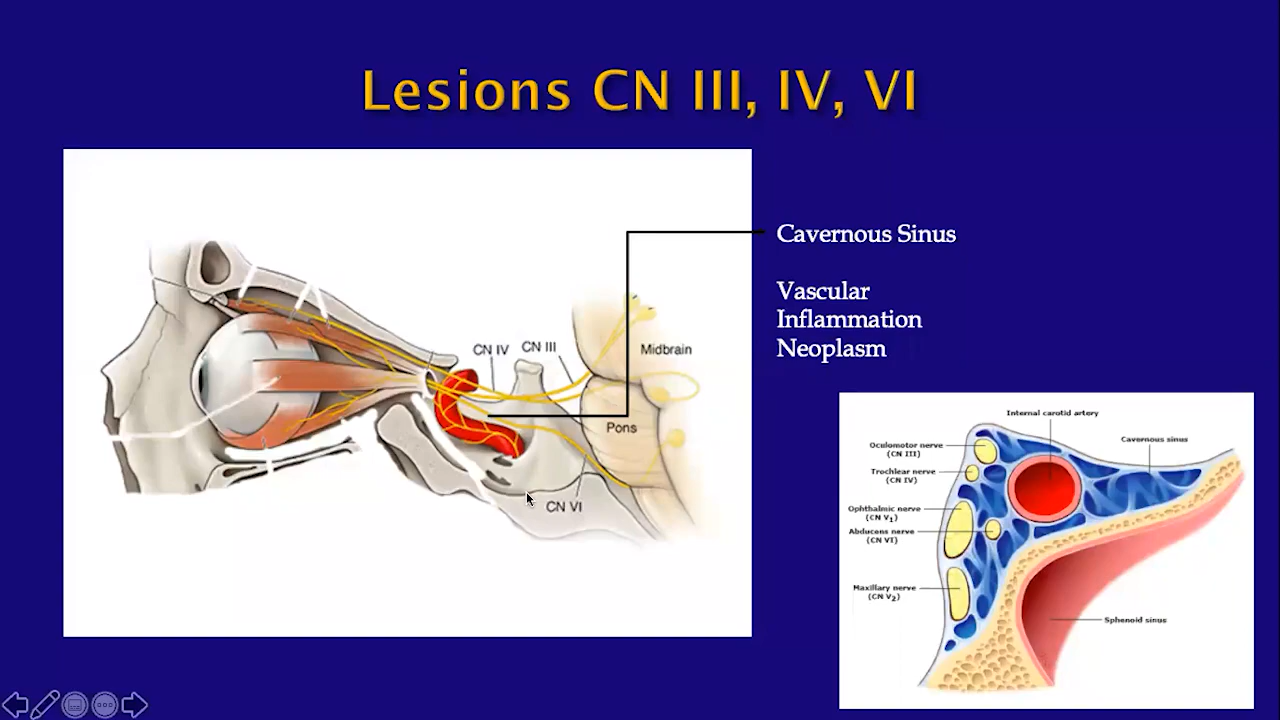 Lesions CN III, IV, VI
Cavernous Sinus
Vascular
Inflammation
Neoplasm
CN IV
CN III
Midbrain
Pons
CN VI
Internal carotid artery
Cavernous sinus
Oculomotor nerve
(CN III)
Trochlear nerve
(CN IV)
Ophthalmic nerve
(CN V₁)
Abducens nerve
(CN VI)
Maxillary nerve
(CN V₂)
Sphenoid sinus